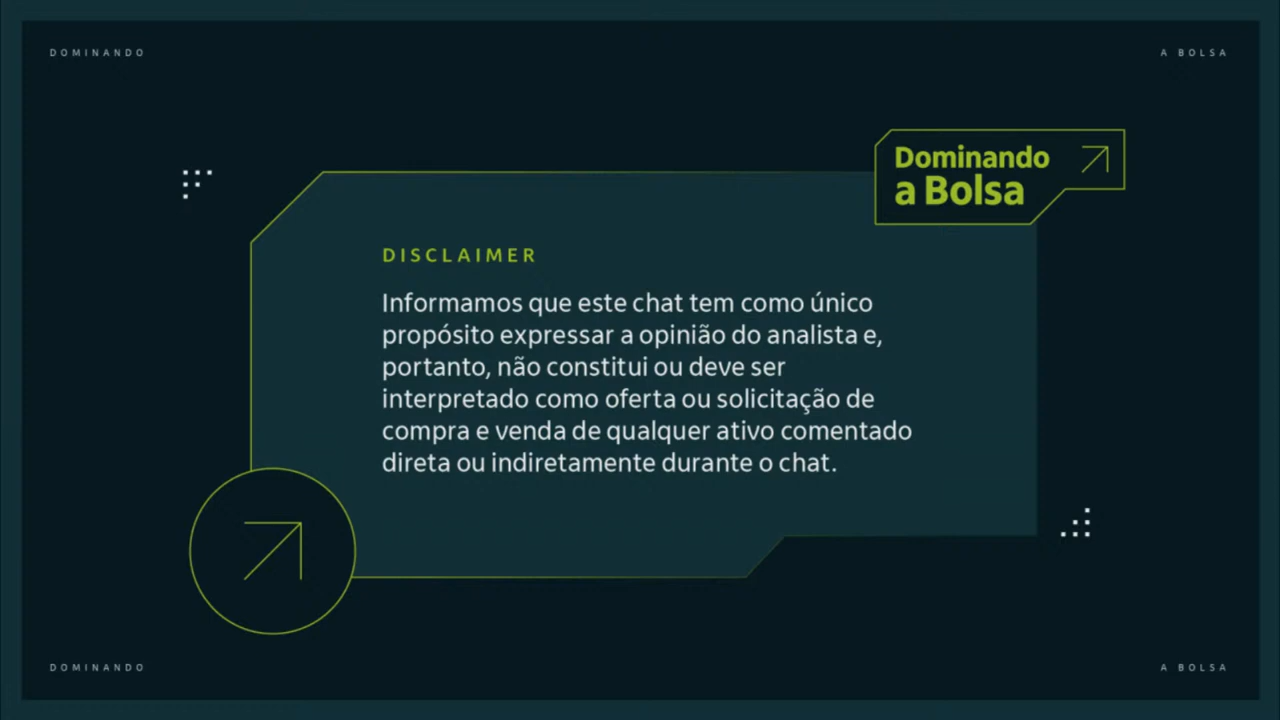 DOMINANDO
A BOLSA
Dominando
a Bolsa
DISCLAIMER
Informamos que este chat tem como único
propósito expressar a opinião do analista e,
portanto, não constitui ou deve ser
interpretado como oferta ou solicitação de
compra e venda de qualquer ativo comentado
direta ou indiretamente durante o chat.
DOMINANDO
A BOLSA